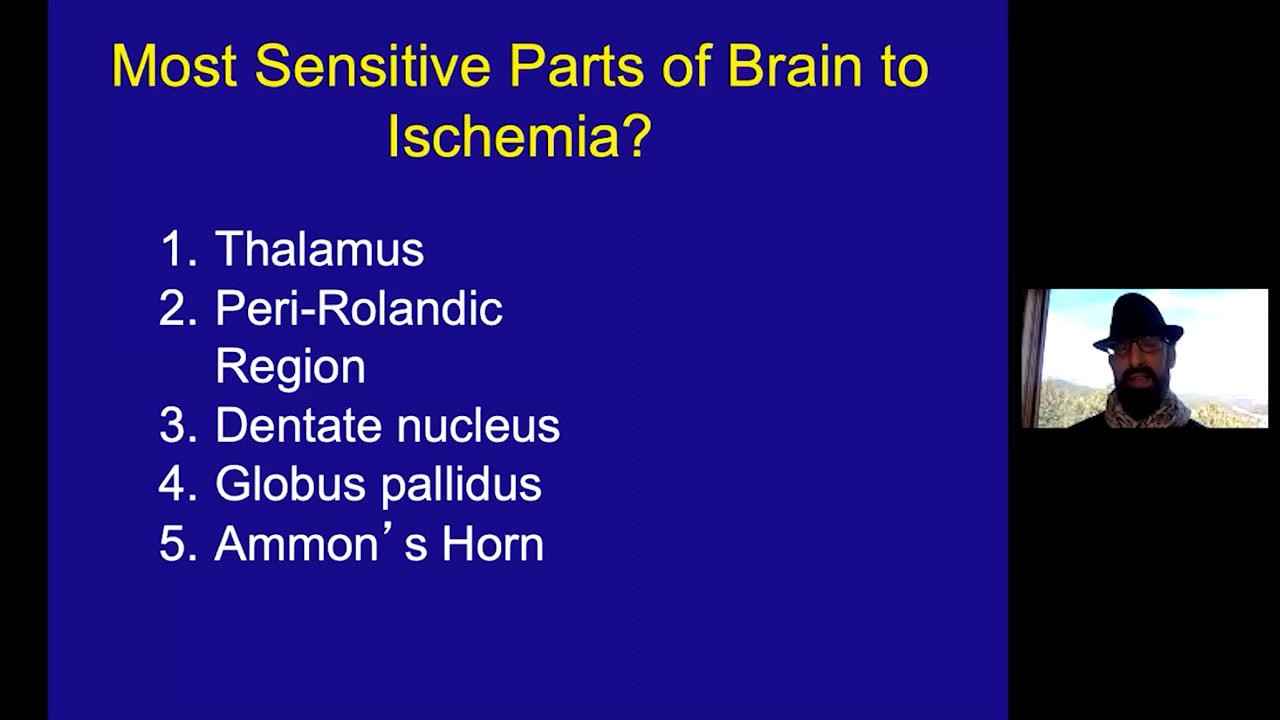 Most Sensitive Parts of Brain to
Ischemia?
1. Thalamus
2. Peri-Rolandic
Region
3. Dentate nucleus
4. Globus pallidus
5. Ammon’s Horn